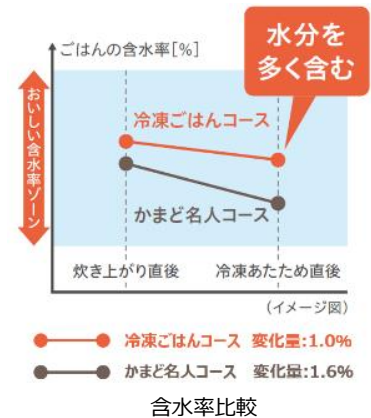 水分を
多く含む
ごはんの含水率[%]
おいしい含水率ゾーン
冷凍ごはんコース
かまど名人コース
炊き上がり直後
冷凍あたため直後
(イメージ図)
冷凍ごはんコース 変化量:1.0%
かまど名人コース 変化量:1.6%
含水率比較